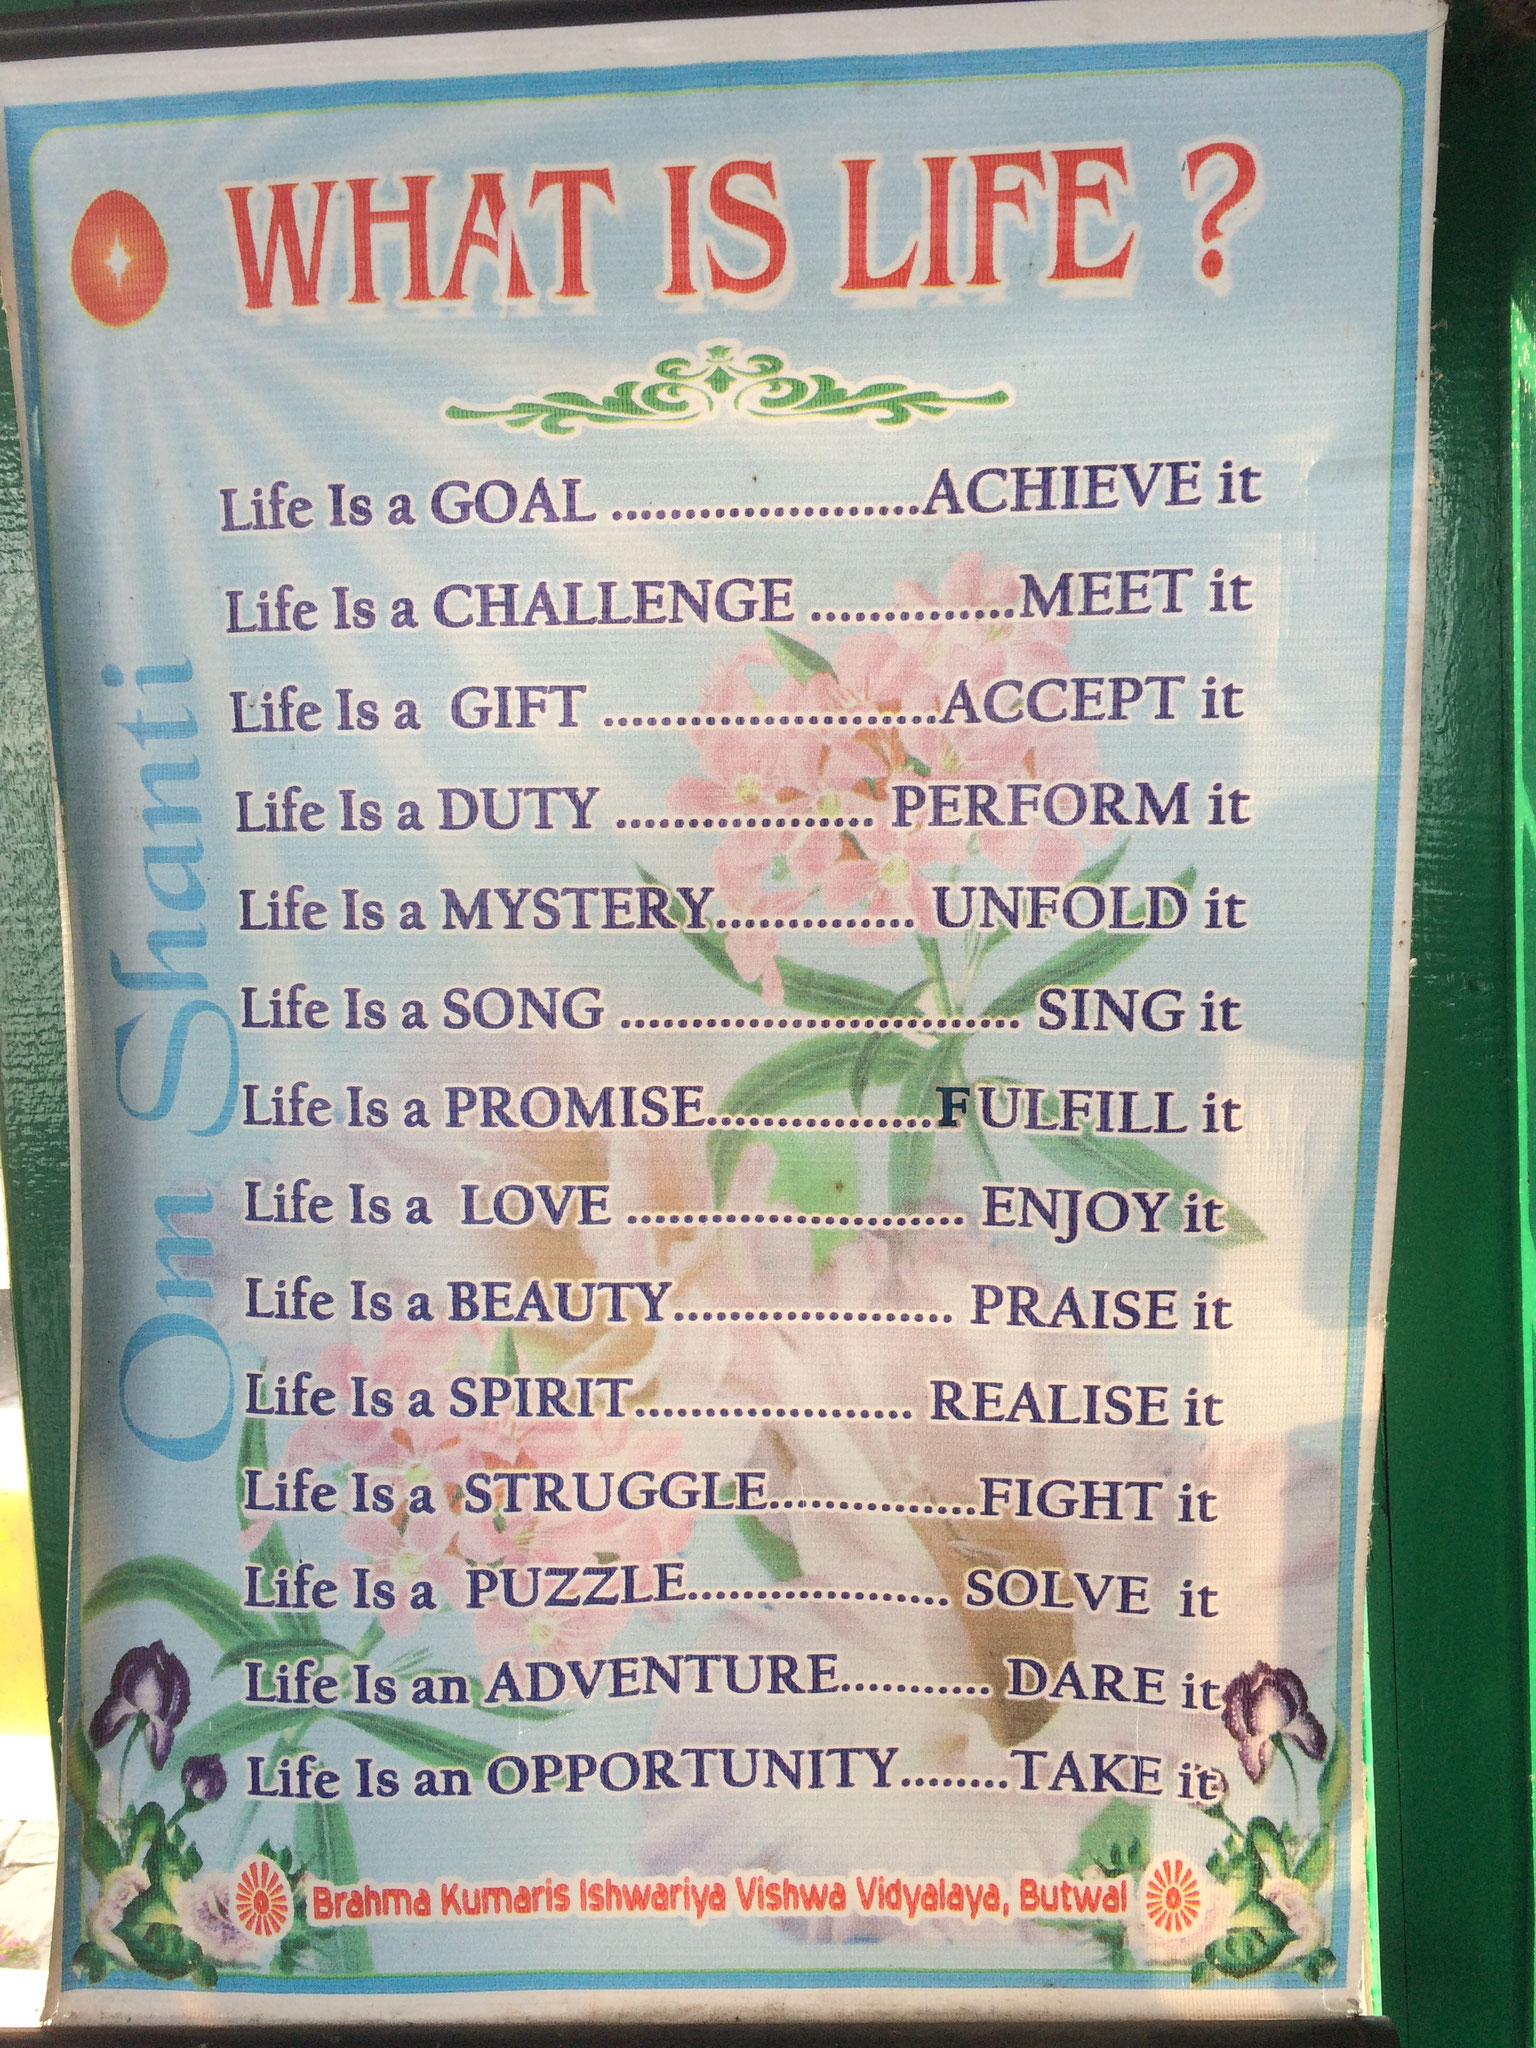 WHAT IS LIFE ?
Life Is a GOAL .....................ACHIEVE it
Life Is a CHALLENGE ..............MEET it
Life Is a GIFT .......................ACCEPT it
Life Is a DUTY .................. PERFORM it
Life Is a MYSTERY.............. UNFOLD it
Life Is a SONG ............................ SING it
Life Is a PROMISE................FULFILL it
Life Is a LOVE ........................ ENJOY it
Life Is a BEAUTY.................... PRAISE it
Life Is a SPIRIT.................... REALISE it
Life Is a STRUGGLE...............FIGHT it
Life Is a PUZZLE................... SOLVE it
Life Is an ADVENTURE........... DARE it
Life Is an OPPORTUNITY........TAKE it
Om Shanti
Brahma Kumaris Ishwariya Vishwa Vidyalaya, Butwal